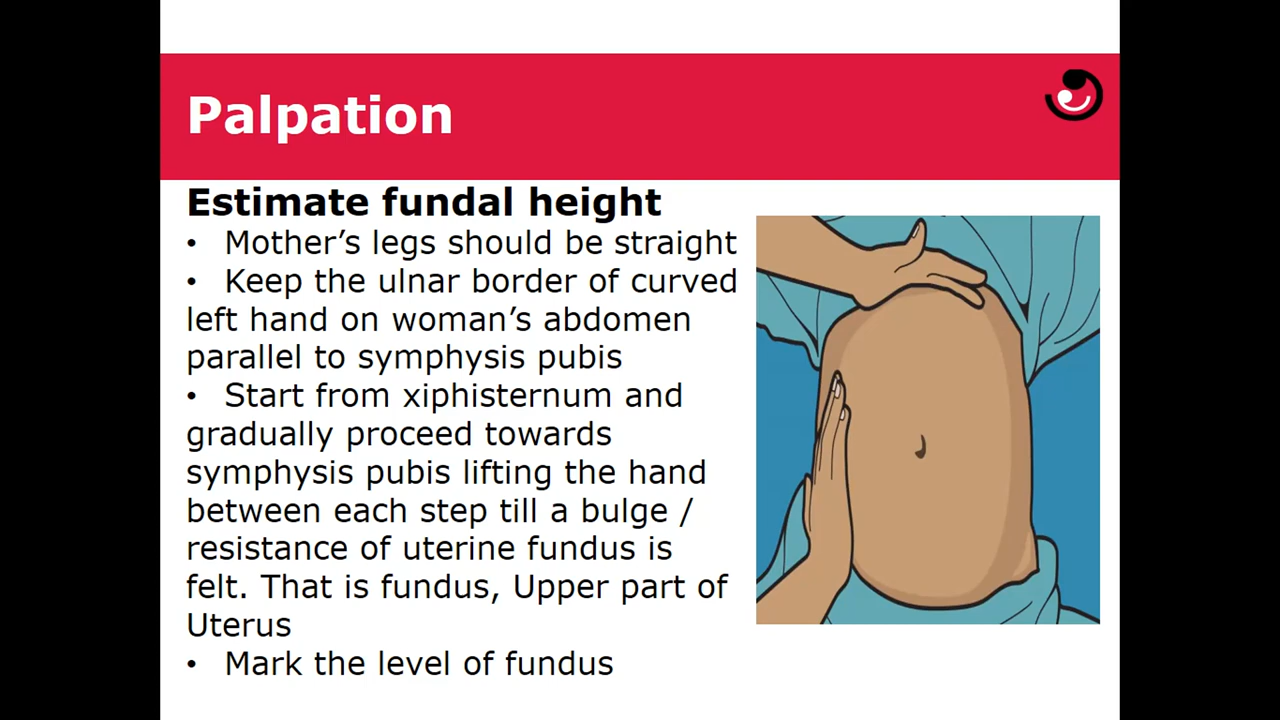 Palpation
Estimate fundal height
• Mother’s legs should be straight
• Keep the ulnar border of curved
left hand on woman’s abdomen
parallel to symphysis pubis
• Start from xiphisternum and
gradually proceed towards
symphysis pubis lifting the hand
between each step till a bulge /
resistance of uterine fundus is
felt. That is fundus, Upper part of
Uterus
• Mark the level of fundus